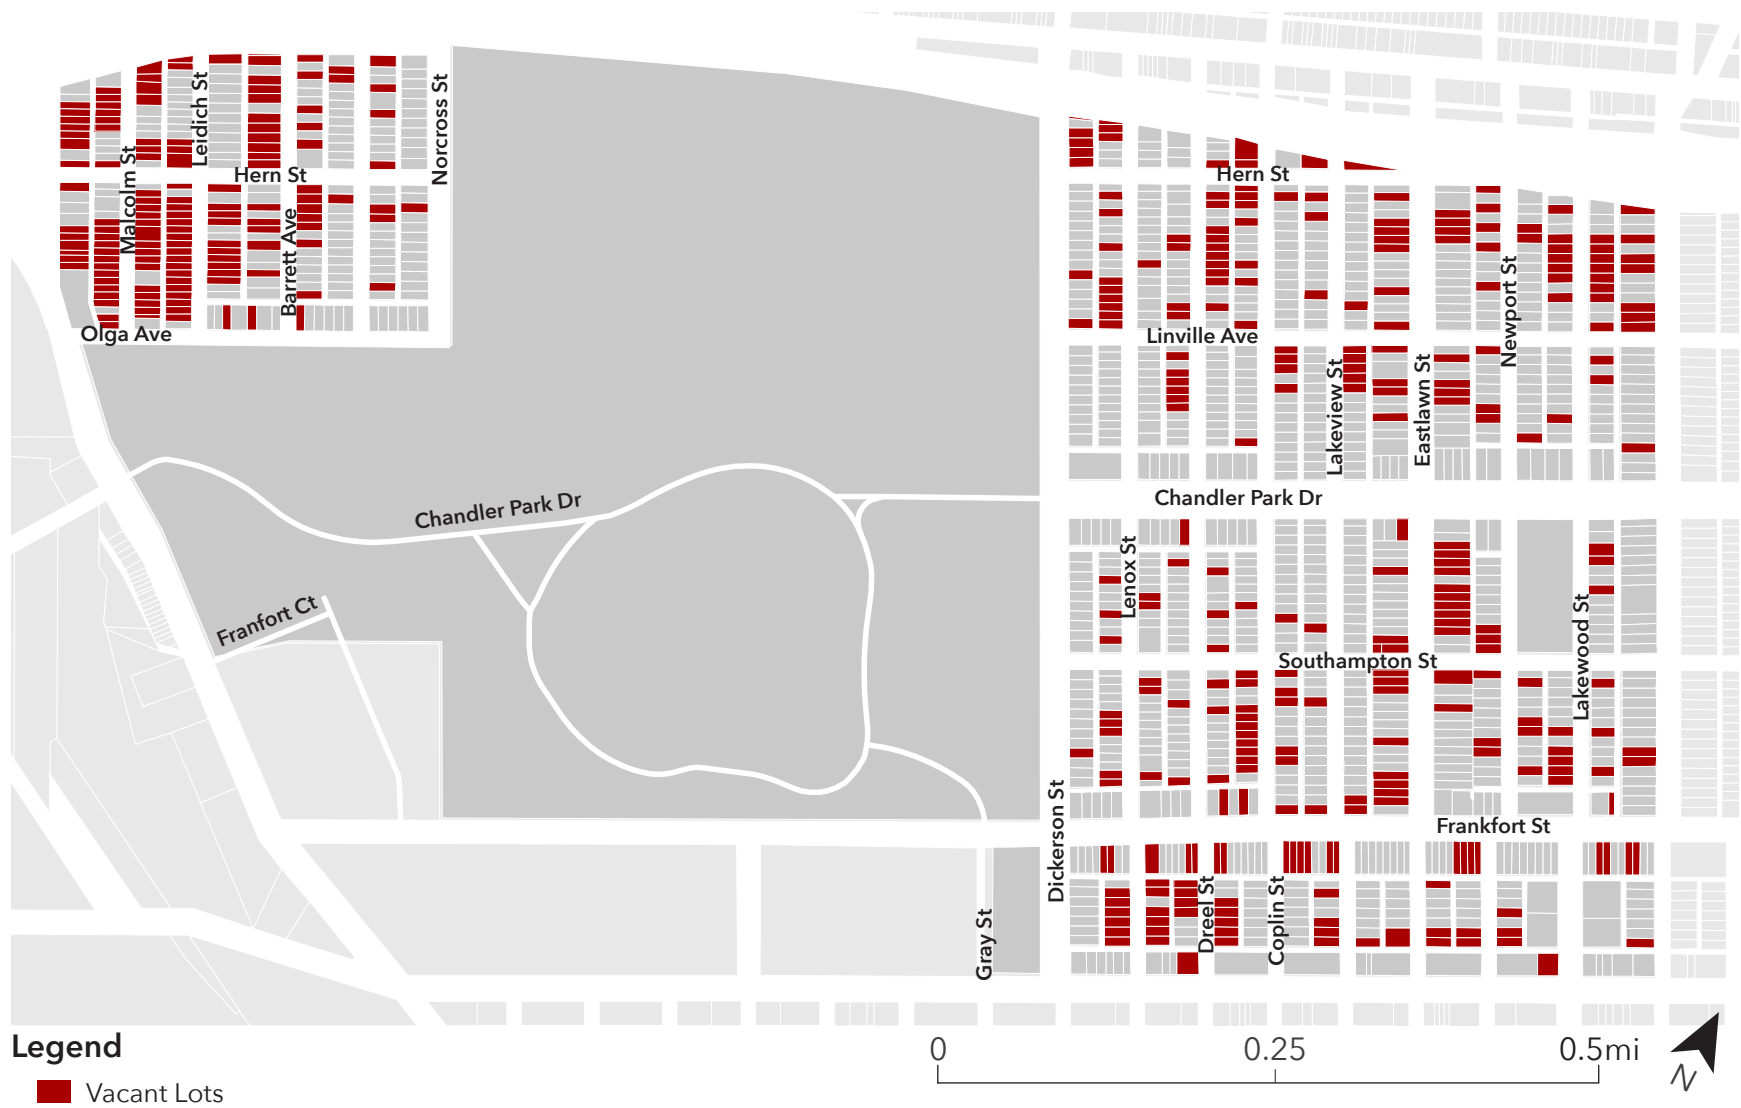 Leidich St
Norcross St
Malcolm St
Hern St
Barrett Ave
Olga Ave
Hern St
Newport St
Linville Ave
Lakeview St
Eastlawn St
Chandler Park Dr
Chandler Park Dr
Lenox St
Franfort Ct
Lakewood St
Southampton St
Dickerson St
Frankfort St
Dreel St
Coplin St
Gray St
Legend
Vacant Lots
0 0.25 0.5mi
N